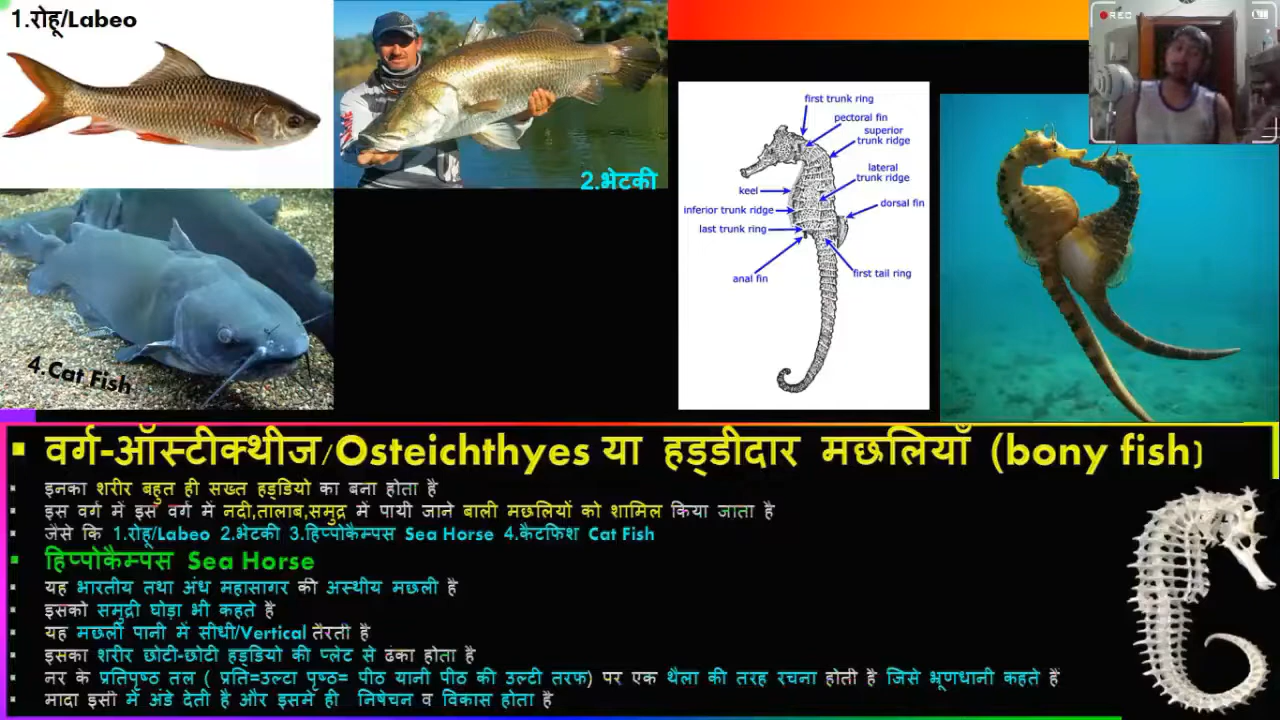 1.रोहू/Labeo
2.भेटकी
4.Cat Fish
REC
first trunk ring
pectoral fin
superior
trunk ridge
lateral
trunk ridge
keel
inferior trunk ridge
dorsal fin
last trunk ring
anal fin
first tail ring
वर्ग-ऑस्टीक्थीज/Osteichthyes या हड्डीदार मछलियाँ (bony fish)
इनका शरीर बहुत ही सख्त हड्डियो का बना होता है
इस वर्ग में इस वर्ग में नदी,तालाब,समुद्र में पायी जाने बाली मछलियों को शामिल किया जाता है
जैसे कि 1.रोहू/Labeo 2.भेटकी 3.हिप्पोकैम्पस Sea Horse 4.कैटफिश Cat Fish
हिप्पोकैम्पस Sea Horse
यह भारतीय तथा अंध महासागर की अस्थीय मछली है
इसको समुद्री घोड़ा भी कहते है
यह मछली पानी में सीधी/Vertical तैरती है
इसका शरीर छोटी-छोटी हड्डियो की प्लेट से ढंका होता है
नर के प्रतिपृष्ठ तल ( प्रति=उल्टा पृष्ठ= पीठ यानी पीठ की उल्टी तरफ) पर एक थैला की तरह रचना होती है जिसे भ्रूणधानी कहते है
मादा इसी में अंडे देती है और इसमें ही निषेचन व विकास होता है